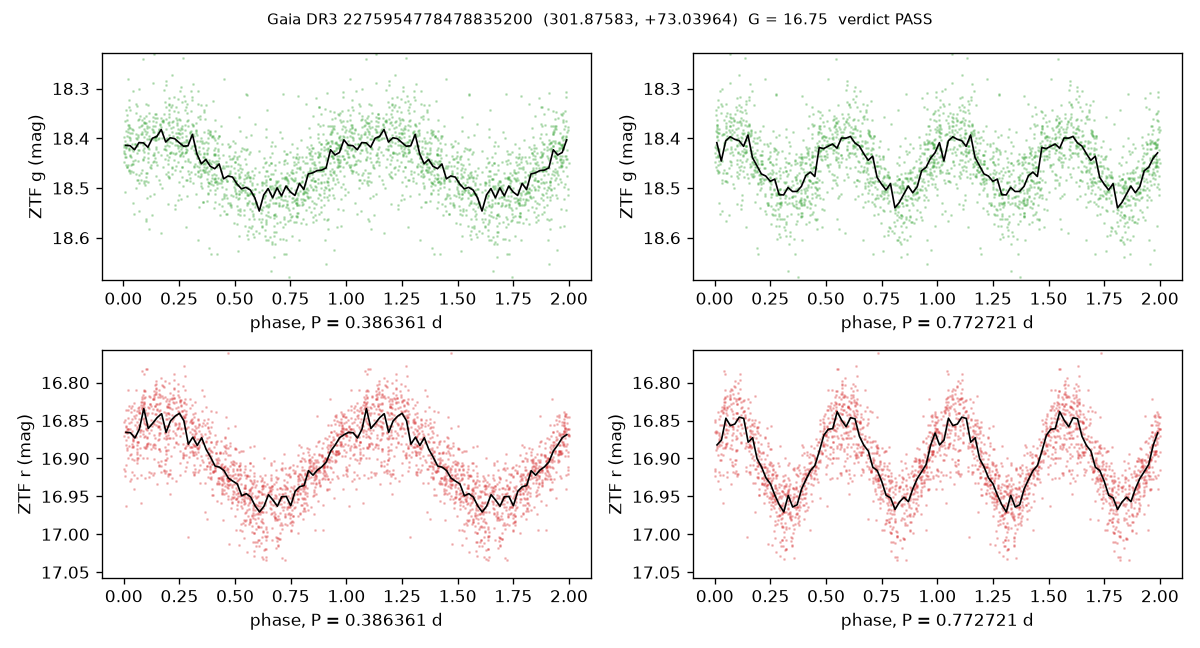 Gaia DR3 2275954778478835200 (301.87583, +73.03964) G = 16.75 verdict PASS
ZTF g (mag)
18.3
18.4
18.5
18.6
0.00 0.25 0.50 0.75 1.00 1.25 1.50 1.75 2.00
phase, P = 0.386361 d
ZTF g (mag)
18.3
18.4
18.5
18.6
0.00 0.25 0.50 0.75 1.00 1.25 1.50 1.75 2.00
phase, P = 0.772721 d
ZTF r (mag)
16.80
16.85
16.90
16.95
17.00
17.05
0.00 0.25 0.50 0.75 1.00 1.25 1.50 1.75 2.00
phase, P = 0.386361 d
ZTF r (mag)
16.80
16.85
16.90
16.95
17.00
17.05
0.00 0.25 0.50 0.75 1.00 1.25 1.50 1.75 2.00
phase, P = 0.772721 d